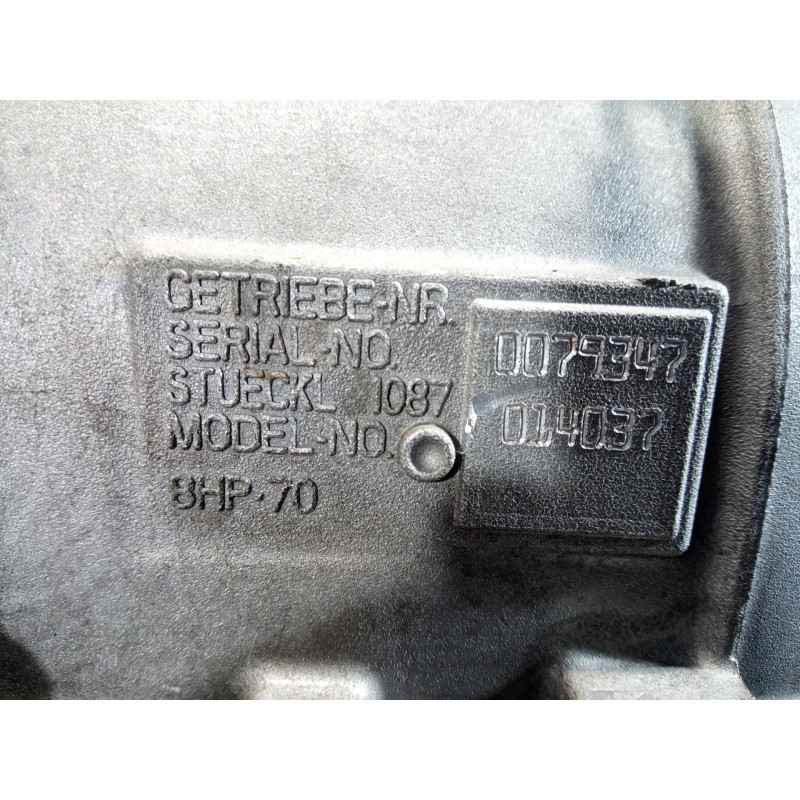 GETRIEBE-NR.
SERIAL-NO. 0079347
STUECKL 1087
MODEL-NO. 014037
8HP-70